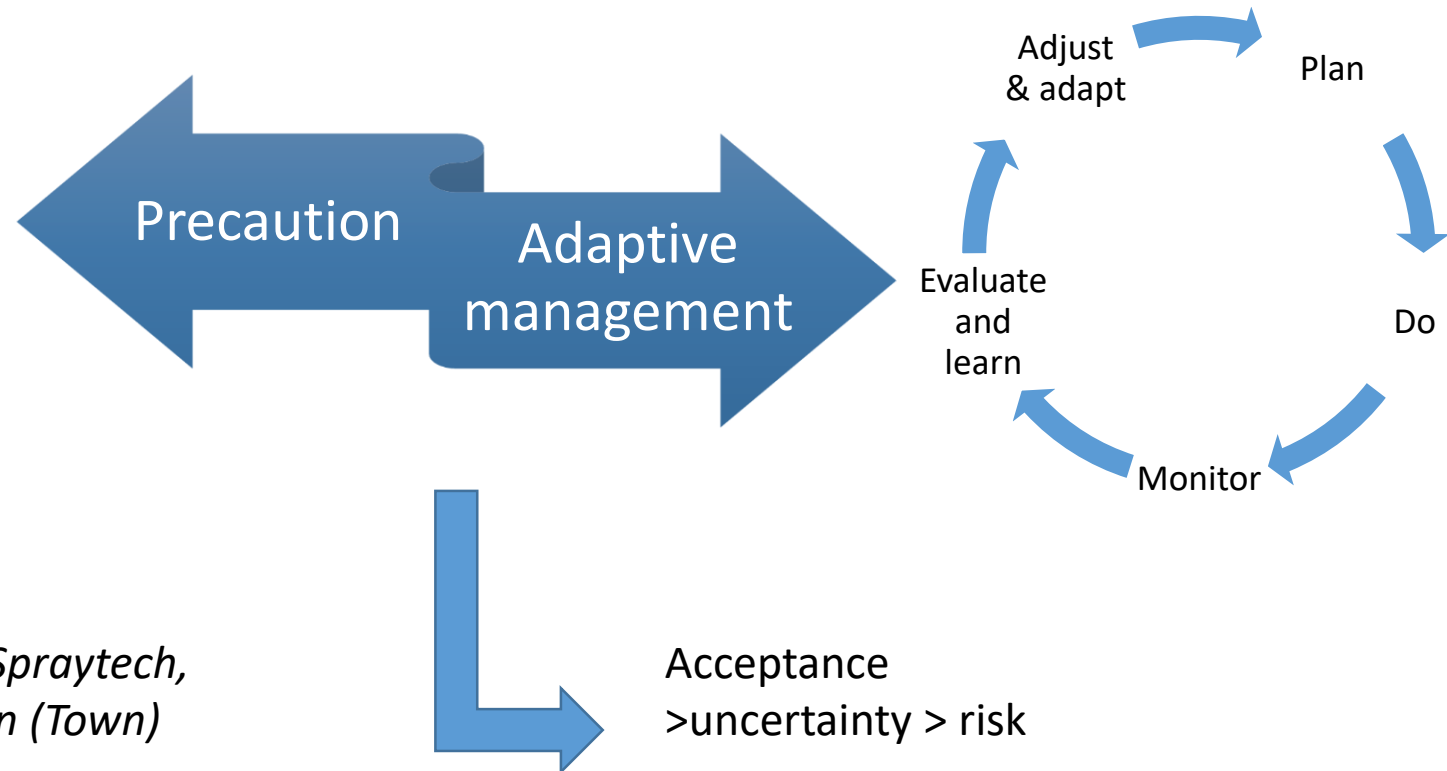 Precaution
Adaptive
management
Adjust
& adapt
Plan
Do
Monitor
Evaluate
and
learn
Spraytech,
(Town)
Acceptance
>uncertainty > risk